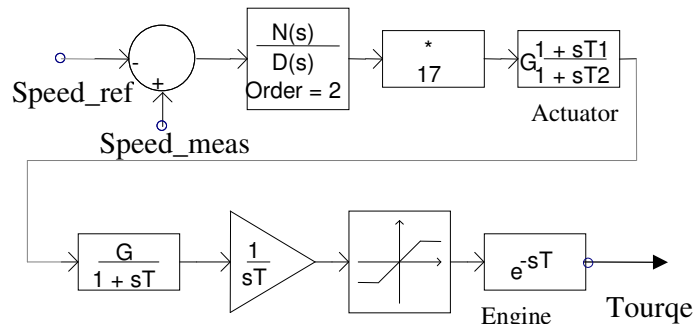 N(s)
D(s)
Order = 2
*
17
G 1 + sT1
1 + sT2
-
+
Speed_ref
Actuator
Speed_meas
G
1 + sT
1
sT
e-sT
Engine
Tourqe